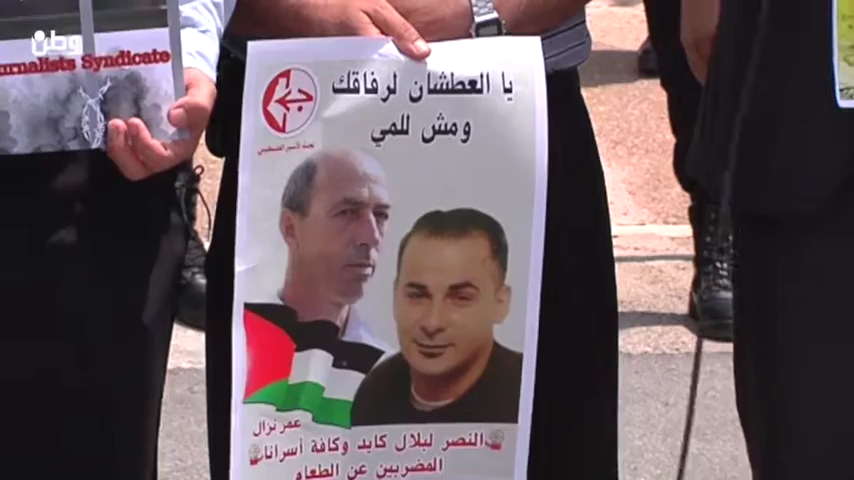 وطن
Journalists Syndicate
يا العطشان لرفاقك
ومش للمي
عمر نزال
النصر لبلال كايد وكافة أسرانا
المضربين عن الطعام